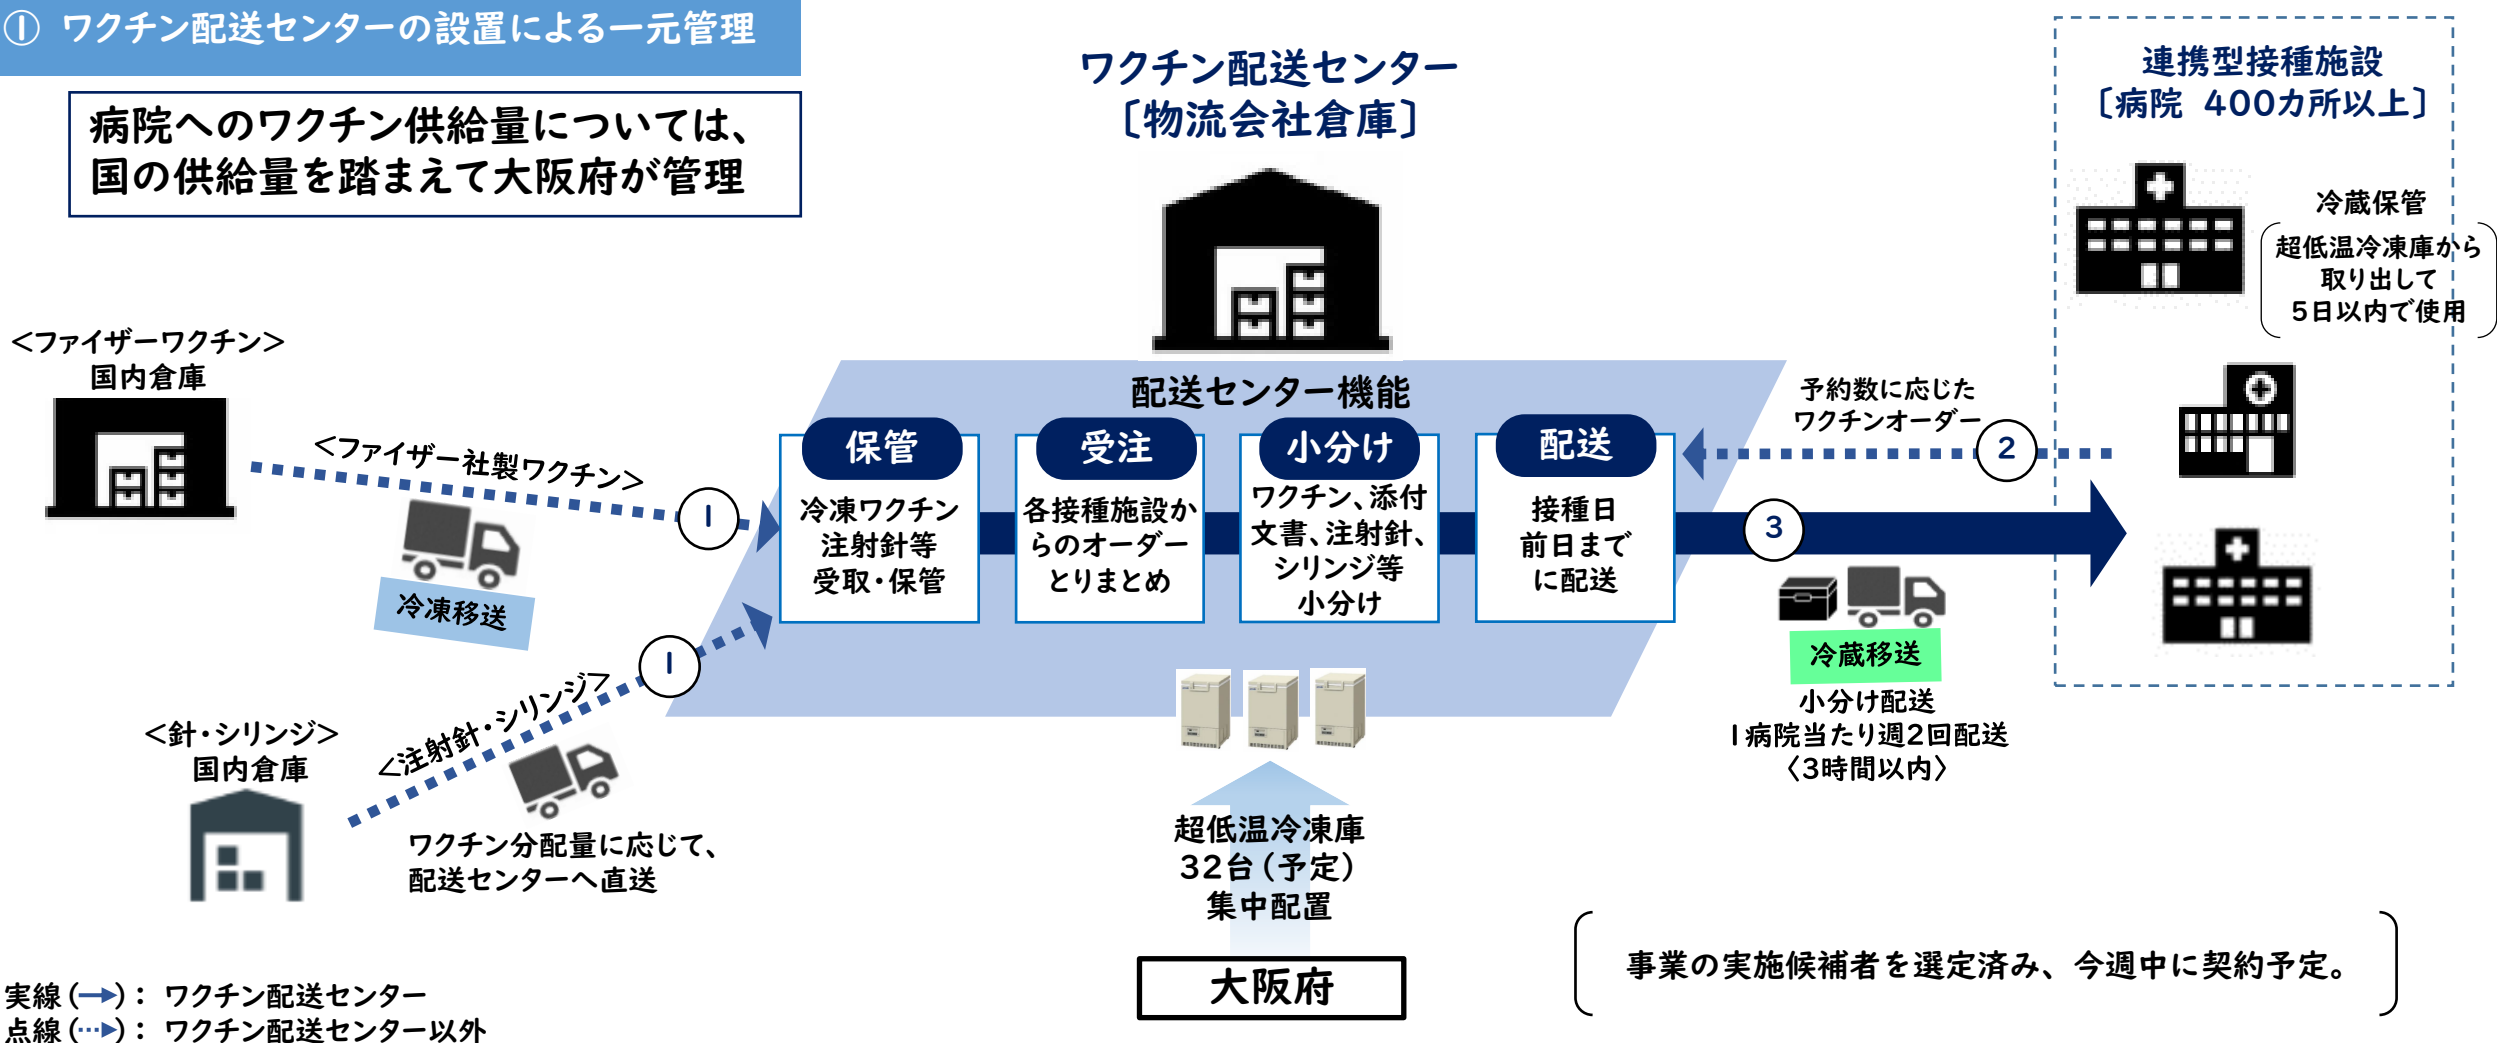 ① ワクチン配送センターの設置による一元管理
病院へのワクチン供給量については、
国の供給量を踏まえて大阪府が管理
ワクチン配送センター
〔物流会社倉庫〕
連携型接種施設
〔病院 400カ所以上〕
冷蔵保管
超低温冷凍庫から
取り出して
5日以内で使用
<ファイザーワクチン>
国内倉庫
<ファイザー社製ワクチン>
1
冷凍移送
<針・シリンジ>
国内倉庫
<注射針・シリンジ>
1
ワクチン分配量に応じて、
配送センターへ直送
配送センター機能
保管
冷凍ワクチン
注射針等
受取・保管
受注
各接種施設か
らのオーダー
とりまとめ
小分け
ワクチン、添付
文書、注射針、
シリンジ等
小分け
配送
接種日
前日まで
に配送
予約数に応じた
ワクチンオーダー
2
3
冷蔵移送
小分け配送
1病院当たり週2回配送
〈3時間以内〉
超低温冷凍庫
32台(予定)
集中配置
大阪府
事業の実施候補者を選定済み、今週中に契約予定。
実線(→): ワクチン配送センター
点線(⇢): ワクチン配送センター以外